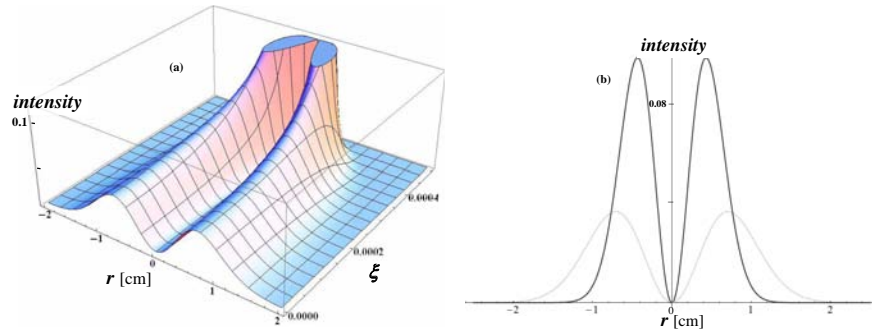 (a)
intensity
0.1
−2
−1
0
1
2
r [cm]
0.0000
0.0002
0.0004
ξ
intensity
(b)
0.08
−2
−1
0
1
2
r [cm]